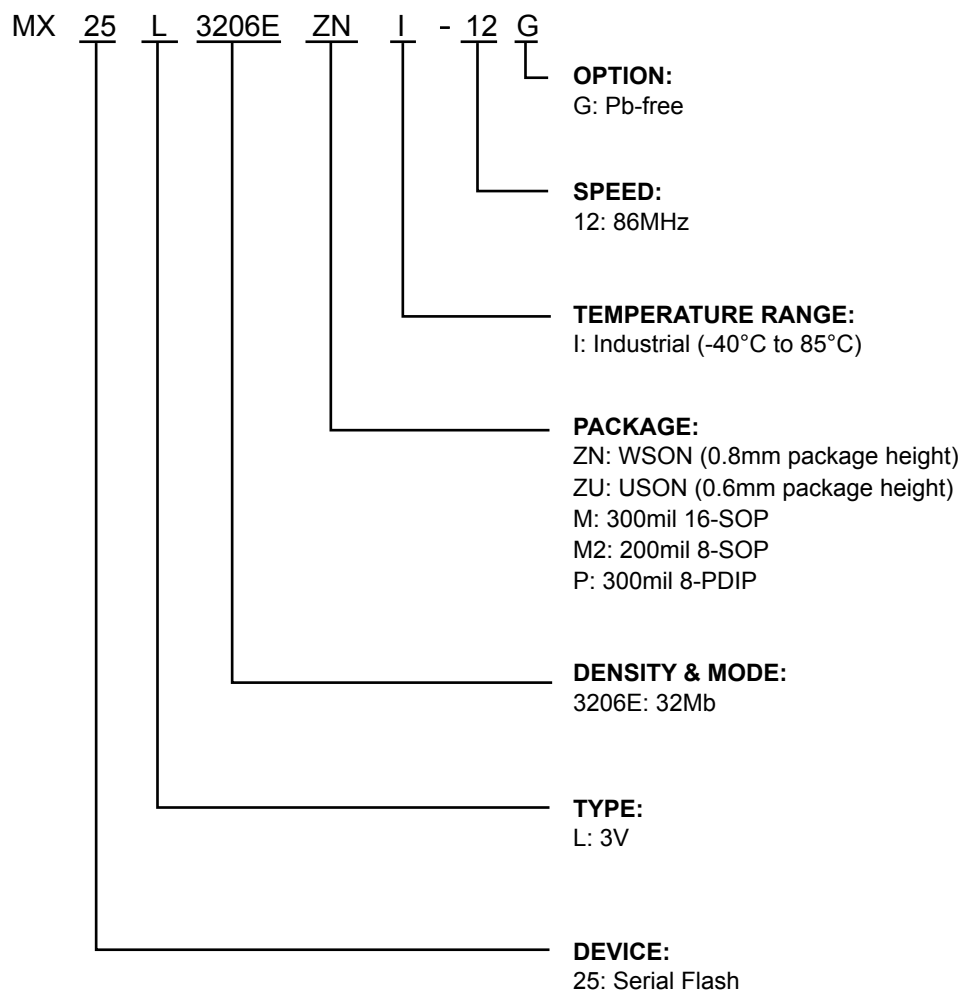 MX 25 L 3206E ZN I - 12 G
OPTION:
G: Pb-free
SPEED:
12: 86MHz
TEMPERATURE RANGE:
I: Industrial (-40°C to 85°C)
PACKAGE:
ZN: WSON (0.8mm package height)
ZU: USON (0.6mm package height)
M: 300mil 16-SOP
M2: 200mil 8-SOP
P: 300mil 8-PDIP
DENSITY & MODE:
3206E: 32Mb
TYPE:
L: 3V
DEVICE:
25: Serial Flash